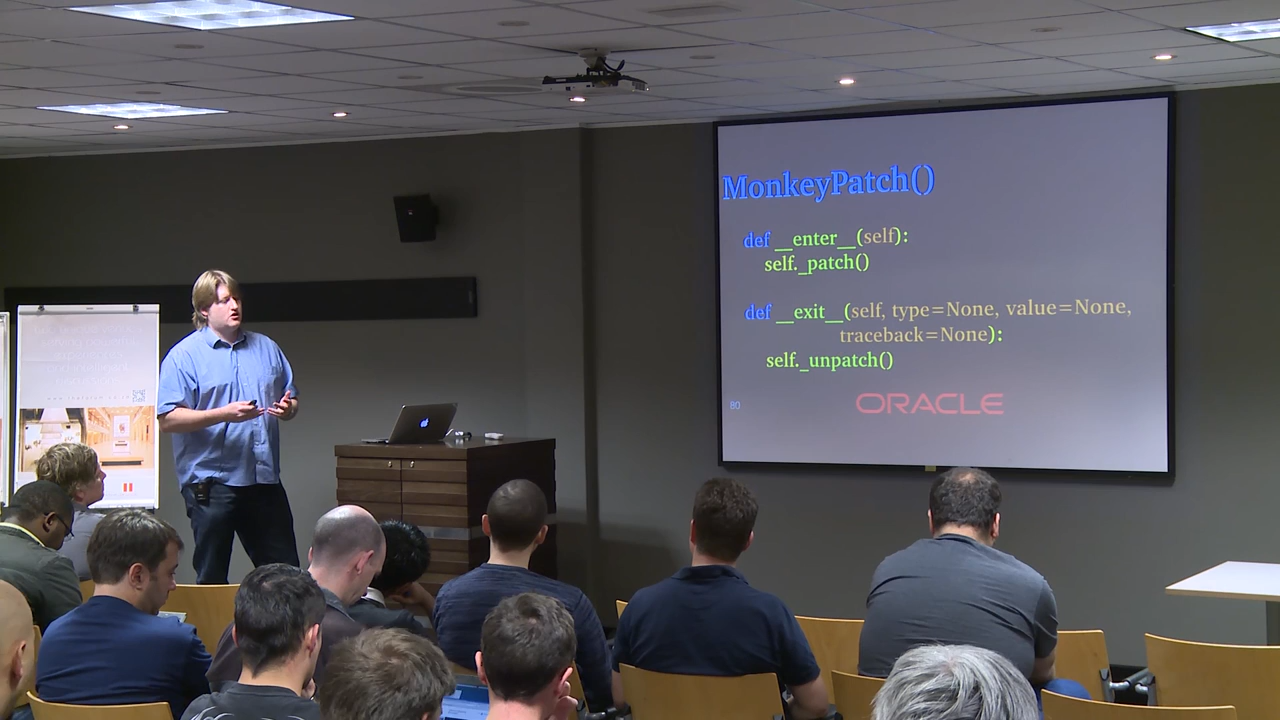 MonkeyPatch()
def __enter__(self):
self._patch()
def __exit__(self, type=None, value=None,
traceback=None):
self._unpatch()
80
ORACLE